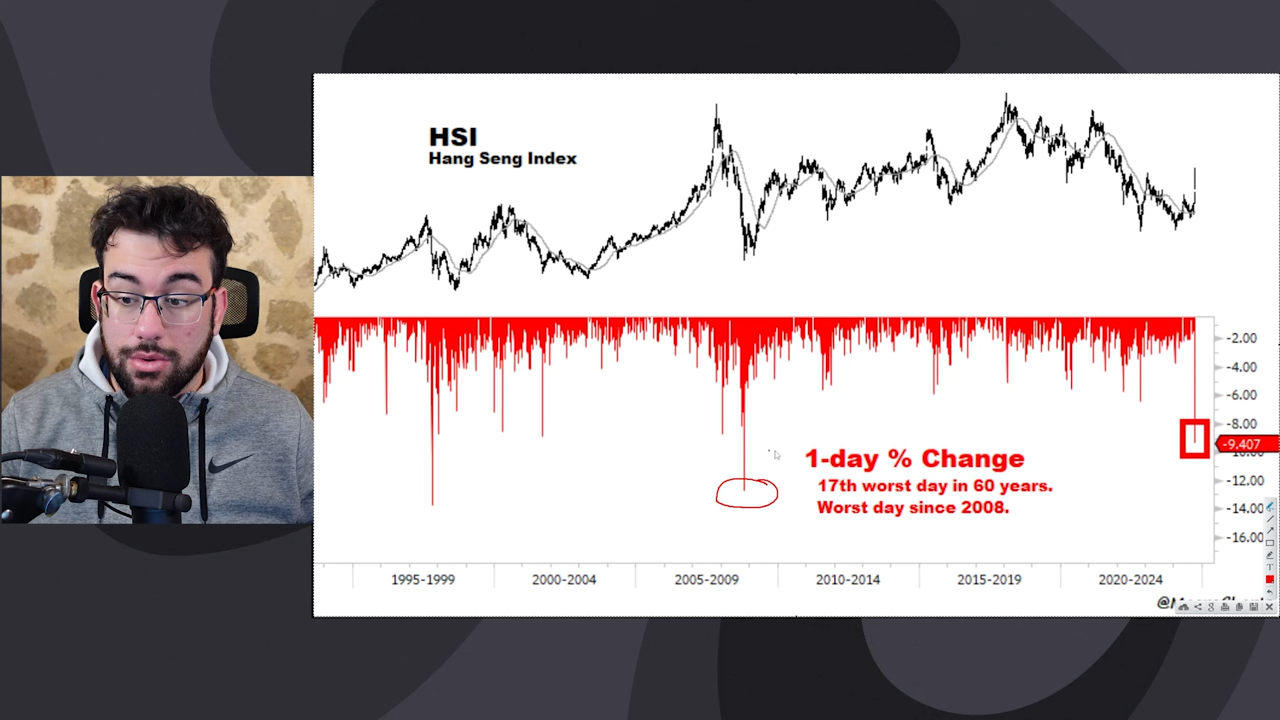 HSI
Hang Seng Index
-2.00
-4.00
-6.00
-8.00
-9,407
-12.00
1-day % Change
17th worst day in 60 years.
Worst day since 2008.
-14.00
-16.00
1995-1999
2000-2004
2005-2009
2010-2014
2015-2019
2020-2024